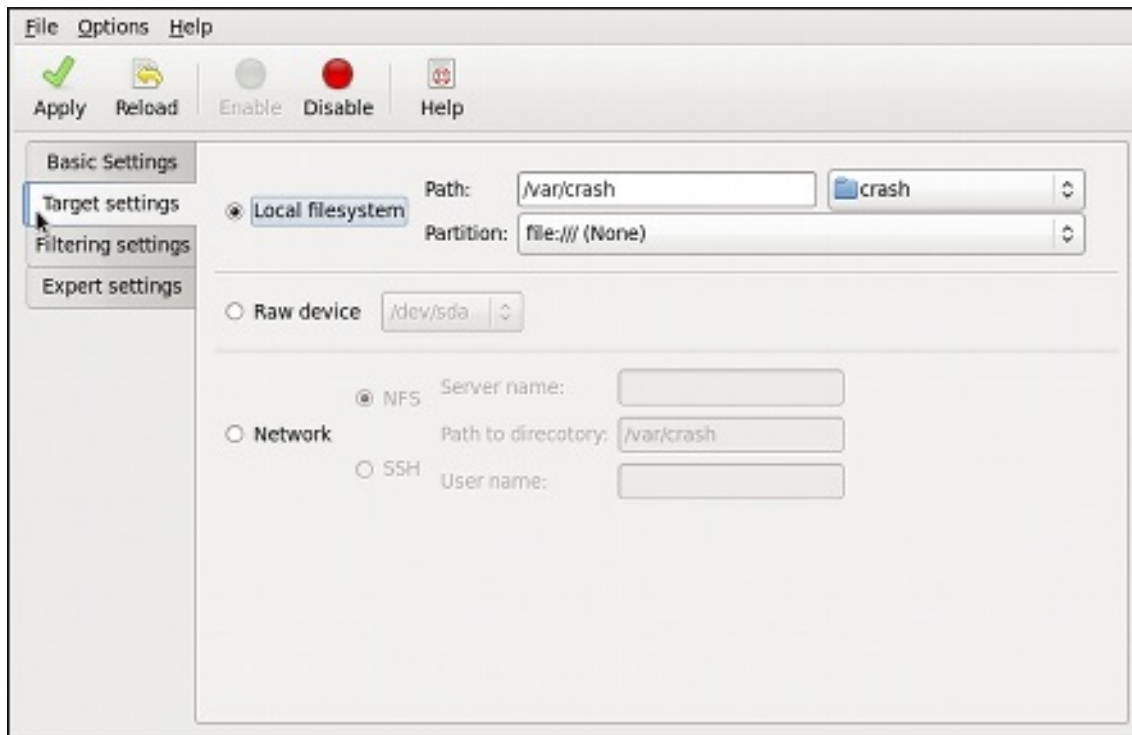 File Options Help
Apply Reload Enable Disable Help
Basic Settings
Target settings
Filtering settings
Expert settings
Local filesystem
Path: /var/crash crash
Partition: file:/// (None)
Raw device /dev/sda
Network
NFS
SSH
Server name:
Path to direcotory: /var/crash
User name: